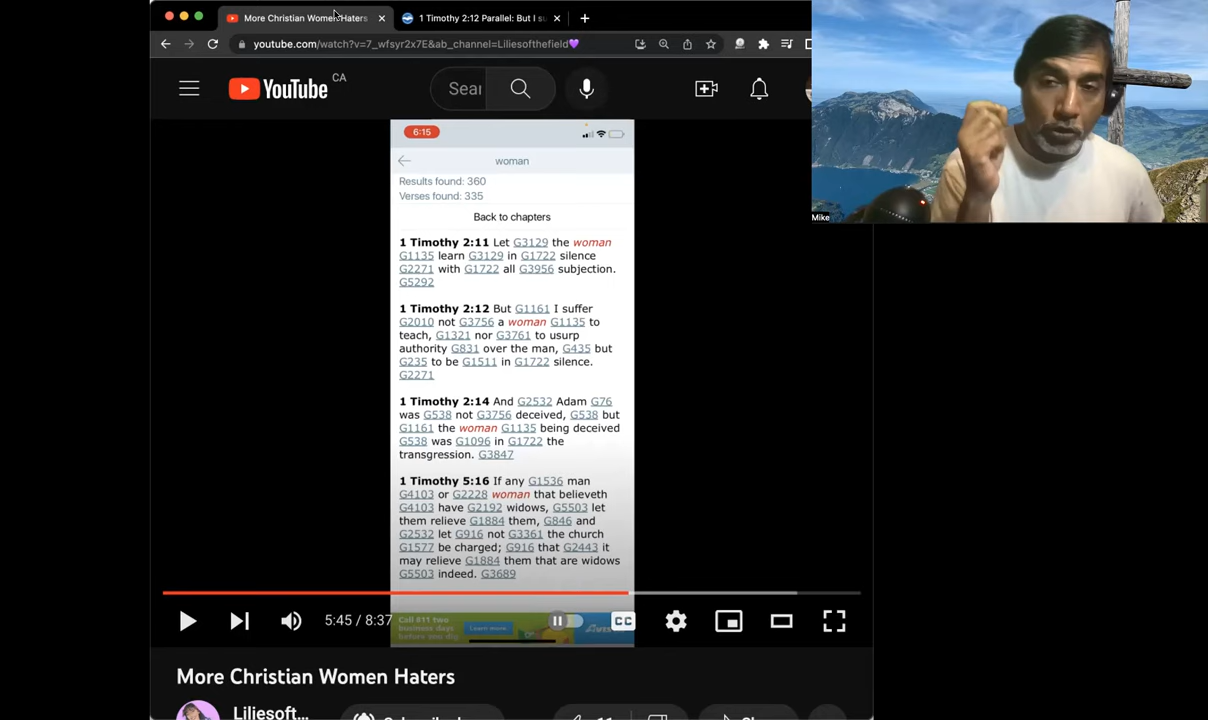 More Christian Women Haters
1 Timothy 2:12 Parallel: But I su
youtube.com/watch?v=7_wfsyr2x7E&ab_channel=Liliesofthefield💜
YouTube CA
Sear
6:15
woman
Results found: 360
Verses found: 335
Back to chapters
1 Timothy 2:11 Let G3129 the woman
G1135 learn G3129 in G1722 silence
G2271 with G1722 all G3956 subjection.
G5292
1 Timothy 2:12 But G1161 I suffer
G2010 not G3756 a woman G1135 to
teach, G1321 nor G3761 to usurp
authority G831 over the man, G435 but
G235 to be G1511 in G1722 silence.
G2271
1 Timothy 2:14 And G2532 Adam G76
was G538 not G3756 deceived, G538 but
G1161 the woman G1135 being deceived
G538 was G1096 in G1722 the
transgression. G3847
1 Timothy 5:16 If any G1536 man
G4103 or G2228 woman that believeth
G4103 have G2192 widows, G5503 let
them relieve G1884 them, G846 and
G2532 let G916 not G3361 the church
G1577 be charged; G916 that G2443 it
may relieve G1884 them that are widows
G5503 indeed. G3689
Call 811 two
business days
before
Learn more
5:45 / 8:37
CC
More Christian Women Haters
Liliesoft...
Mike